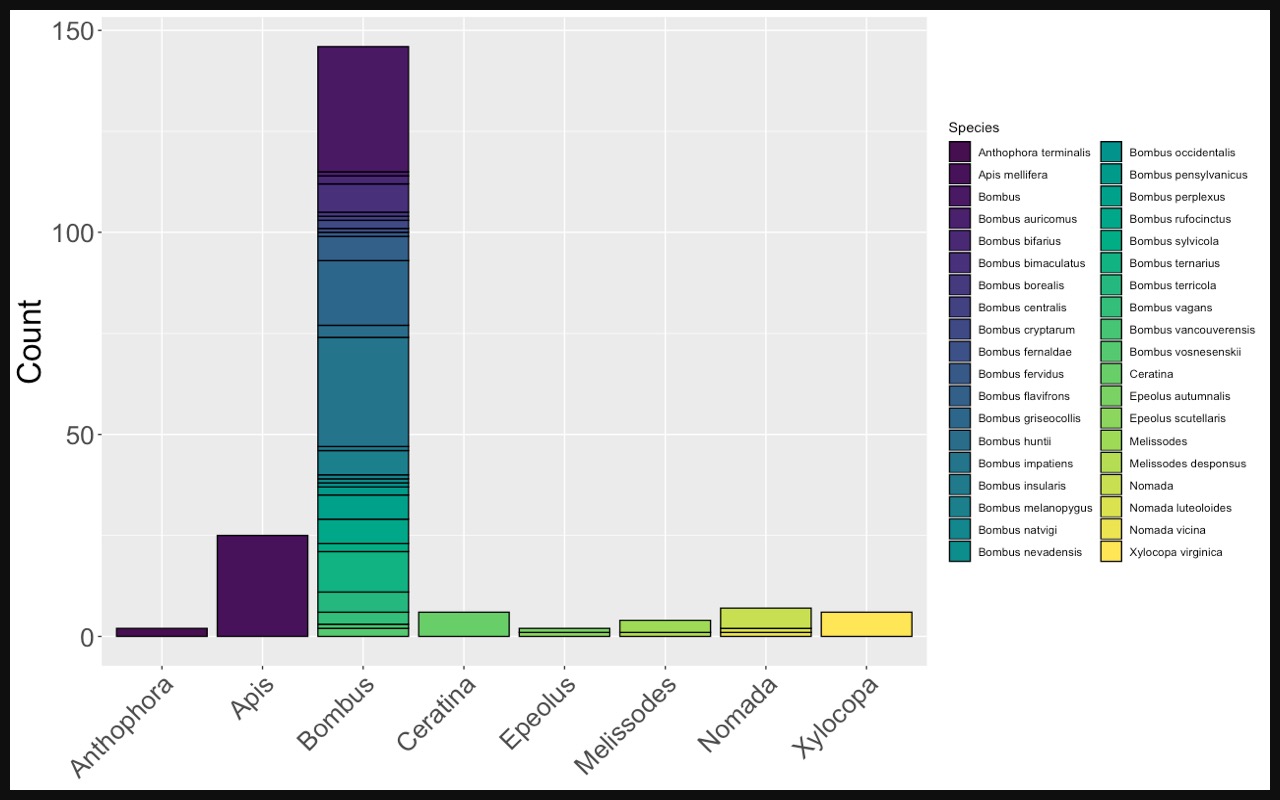 150
100
50
0
Count
Anthophora
Apis
Bombus
Ceratina
Epeolus
Melissodes
Nomada
Xylocopa
Species
Anthophora terminalis
Apis mellifera
Bombus
Bombus auricomus
Bombus bifarius
Bombus bimaculatus
Bombus borealis
Bombus centralis
Bombus cryptarum
Bombus fernaldae
Bombus fervidus
Bombus flavifrons
Bombus griseocollis
Bombus huntii
Bombus impatiens
Bombus insularis
Bombus melanopygus
Bombus natvigi
Bombus nevadensis
Bombus occidentalis
Bombus pensylvanicus
Bombus perplexus
Bombus rufocinctus
Bombus sylvicola
Bombus ternarius
Bombus terricola
Bombus vagans
Bombus vancouverensis
Bombus vosnesenskii
Ceratina
Epeolus autumnalis
Epeolus scutellaris
Melissodes
Melissodes desponsus
Nomada
Nomada luteoloides
Nomada vicina
Xylocopa virginica